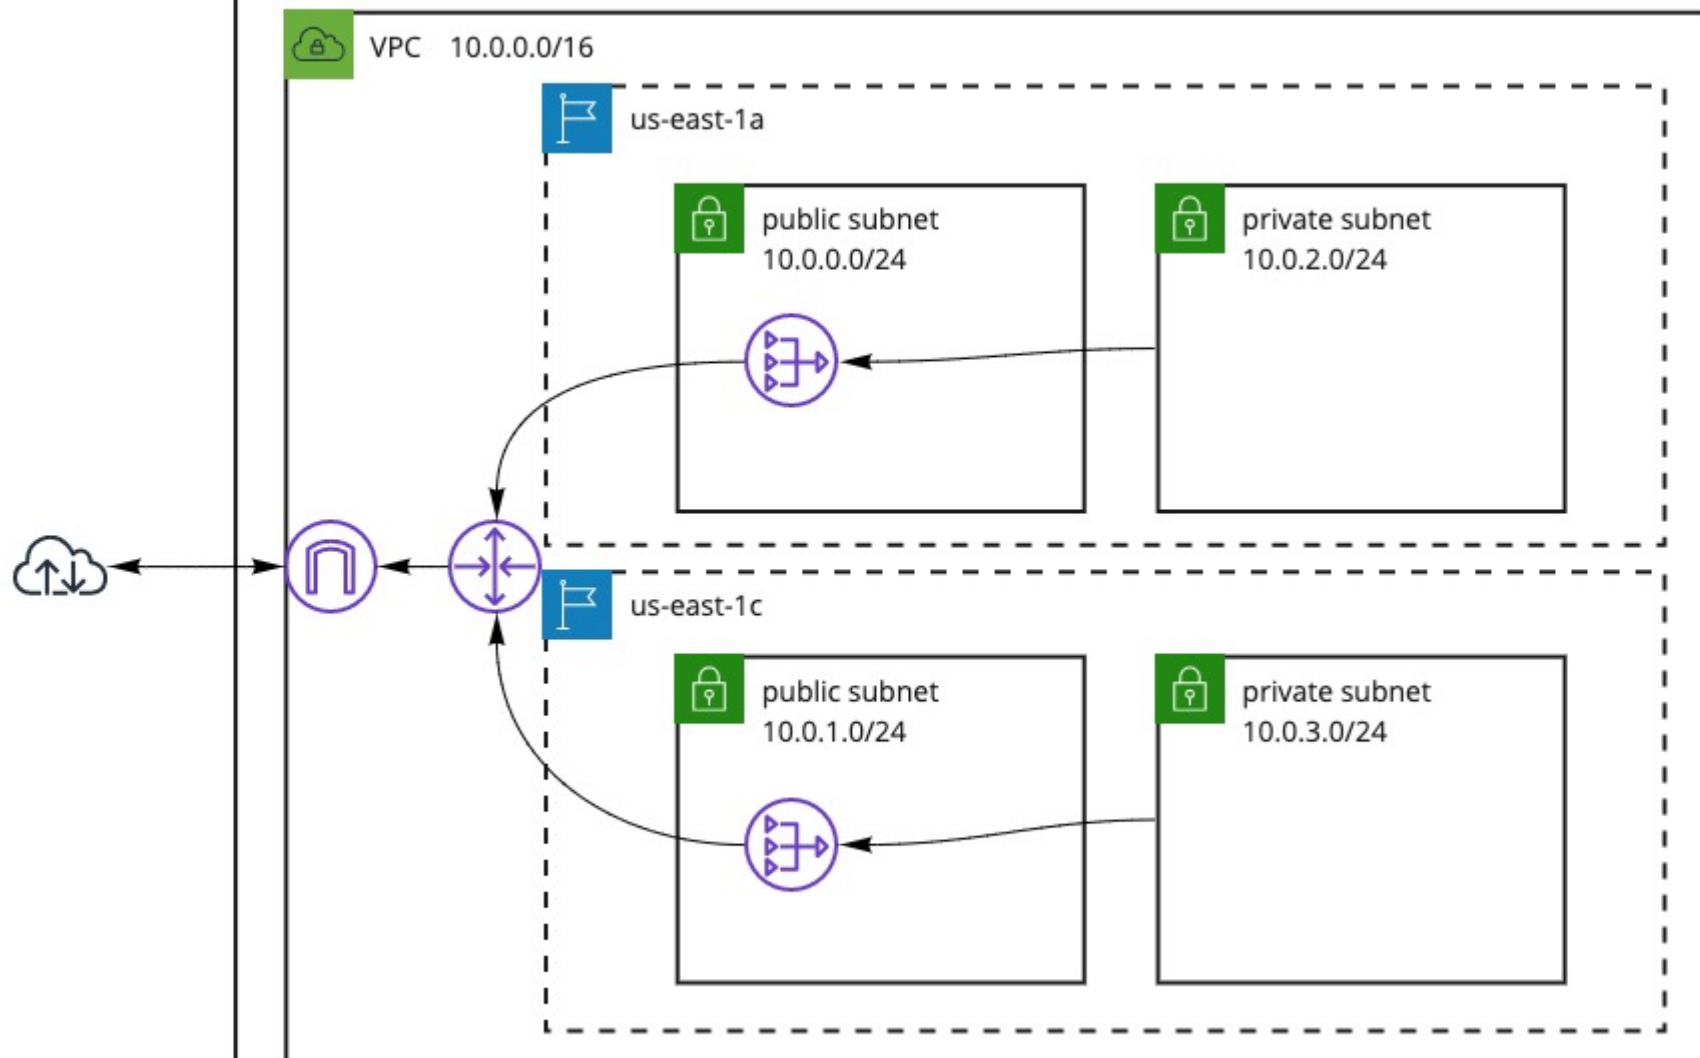 VPC 10.0.0.0/16
us-east-1a
public subnet
10.0.0.0/24
private subnet
10.0.2.0/24
us-east-1c
public subnet
10.0.1.0/24
private subnet
10.0.3.0/24